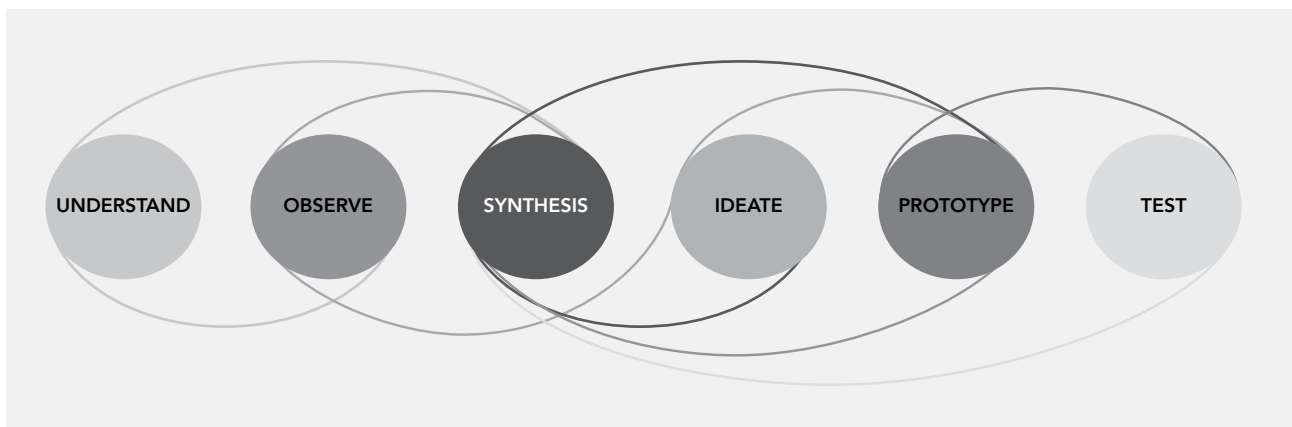 UNDERSTAND
OBSERVE
SYNTHESIS
IDEATE
PROTOTYPE
TEST